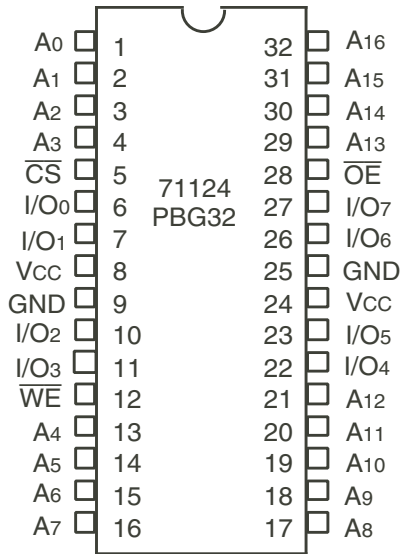 A0 1 32 A16
A1 2 31 A15
A2 3 30 A14
A3 4 29 A13
C̅S̅ 5 28 O̅E̅
I/O0 6 71124 27 I/O7
I/O1 7 PBG32 26 I/O6
VCC 8 25 GND
GND 9 24 VCC
I/O2 10 23 I/O5
I/O3 11 22 I/O4
W̅E̅ 12 21 A12
A4 13 20 A11
A5 14 19 A10
A6 15 18 A9
A7 16 17 A8